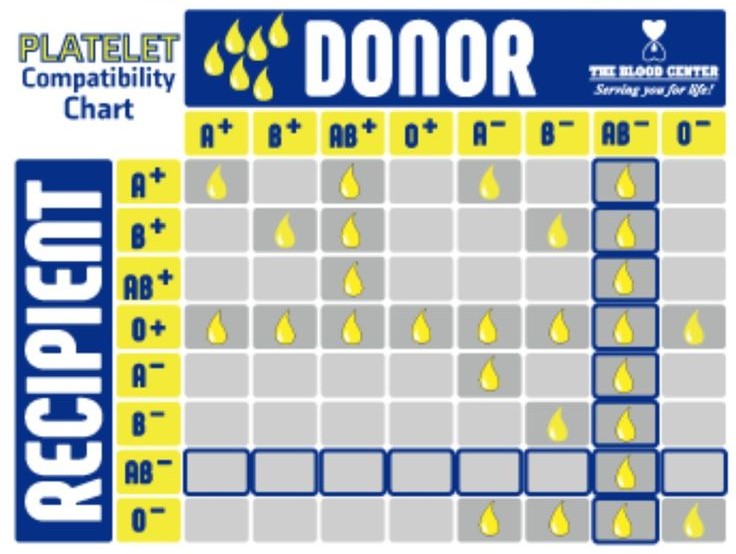 PLATELET
Compatibility
Chart
DONOR
THE BLOOD CENTER
Serving you for life!
A+ B+ AB+ O+ A− B− AB− O−
RECIPIENT
A+
B+
AB+
O+
A−
B−
AB−
O−